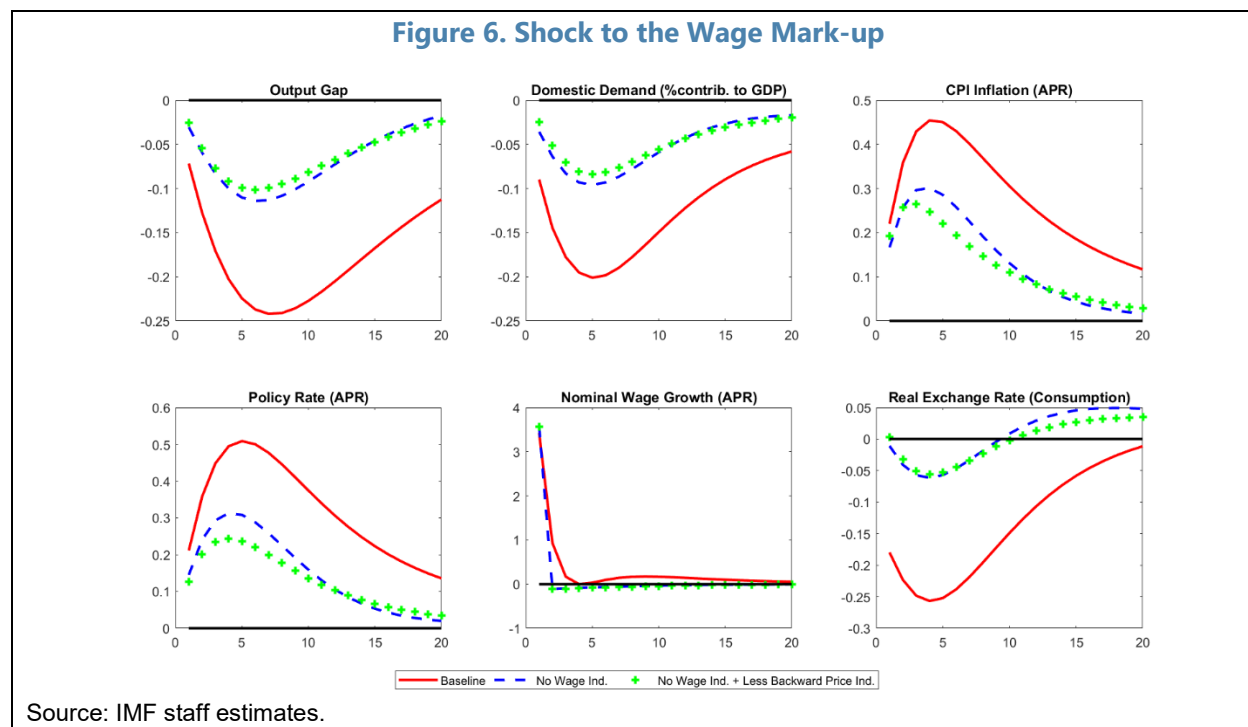 Figure 6. Shock to the Wage Mark-up
Output Gap
0
-0.05
-0.1
-0.15
-0.2
-0.25
0 5 10 15 20
Domestic Demand (%contrib. to GDP)
0
-0.05
-0.1
-0.15
-0.2
-0.25
0 5 10 15 20
CPI Inflation (APR)
0.5
0.4
0.3
0.2
0.1
0
0 5 10 15 20
Policy Rate (APR)
0.6
0.5
0.4
0.3
0.2
0.1
0
0 5 10 15 20
Nominal Wage Growth (APR)
4
3
2
1
0
-1
0 5 10 15 20
Real Exchange Rate (Consumption)
0.05
0
-0.05
-0.1
-0.15
-0.2
-0.25
-0.3
0 5 10 15 20
Baseline No Wage Ind. No Wage Ind. + Less Backward Price Ind.
Source: IMF staff estimates.